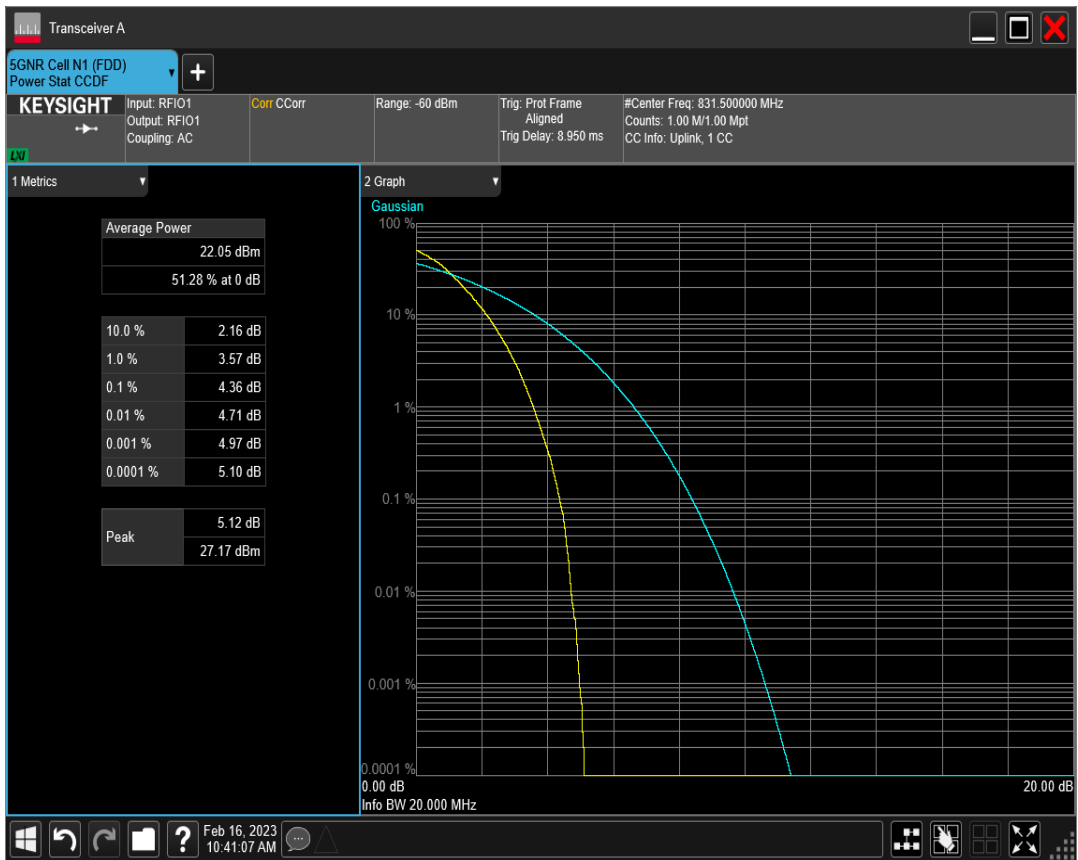 Transceiver A
5GNR Cell N1 (FDD)
Power Stat CCDF
+
KEYSIGHT
LXI
Input: RFIO1
Output: RFIO1
Coupling: AC
Corr CCorr
Range: -60 dBm
Trig: Prot Frame
Aligned
Trig Delay: 8.950 ms
#Center Freq: 831.500000 MHz
Counts: 1.00 M/1.00 Mpt
CC Info: Uplink, 1 CC
1 Metrics
Average Power
22.05 dBm
51.28 % at 0 dB
10.0 % 2.16 dB
1.0 % 3.57 dB
0.1 % 4.36 dB
0.01 % 4.71 dB
0.001 % 4.97 dB
0.0001 % 5.10 dB
Peak
5.12 dB
27.17 dBm
2 Graph
Gaussian
100 %
10 %
1 %
0.1 %
0.01 %
0.001 %
0.0001 %
0.00 dB 20.00 dB
Info BW 20.000 MHz
?
Feb 16, 2023
10:41:07 AM